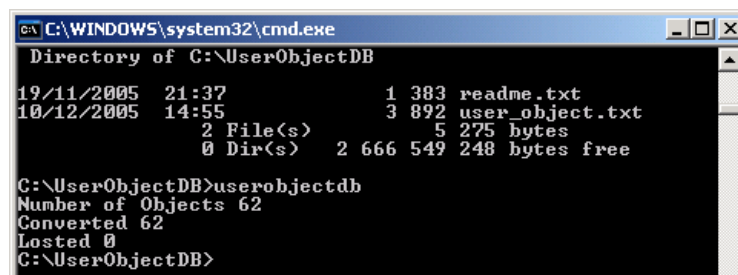 C:\WINDOWS\system32\cmd.exe
Directory of C:\UserObjectDB
19/11/2005 21:37 1 383 readme.txt
10/12/2005 14:55 3 892 user_object.txt
2 File(s) 5 275 bytes
0 Dir(s) 2 666 549 248 bytes free
C:\UserObjectDB>userobjectdb
Number of Objects 62
Converted 62
Losted 0
C:\UserObjectDB>